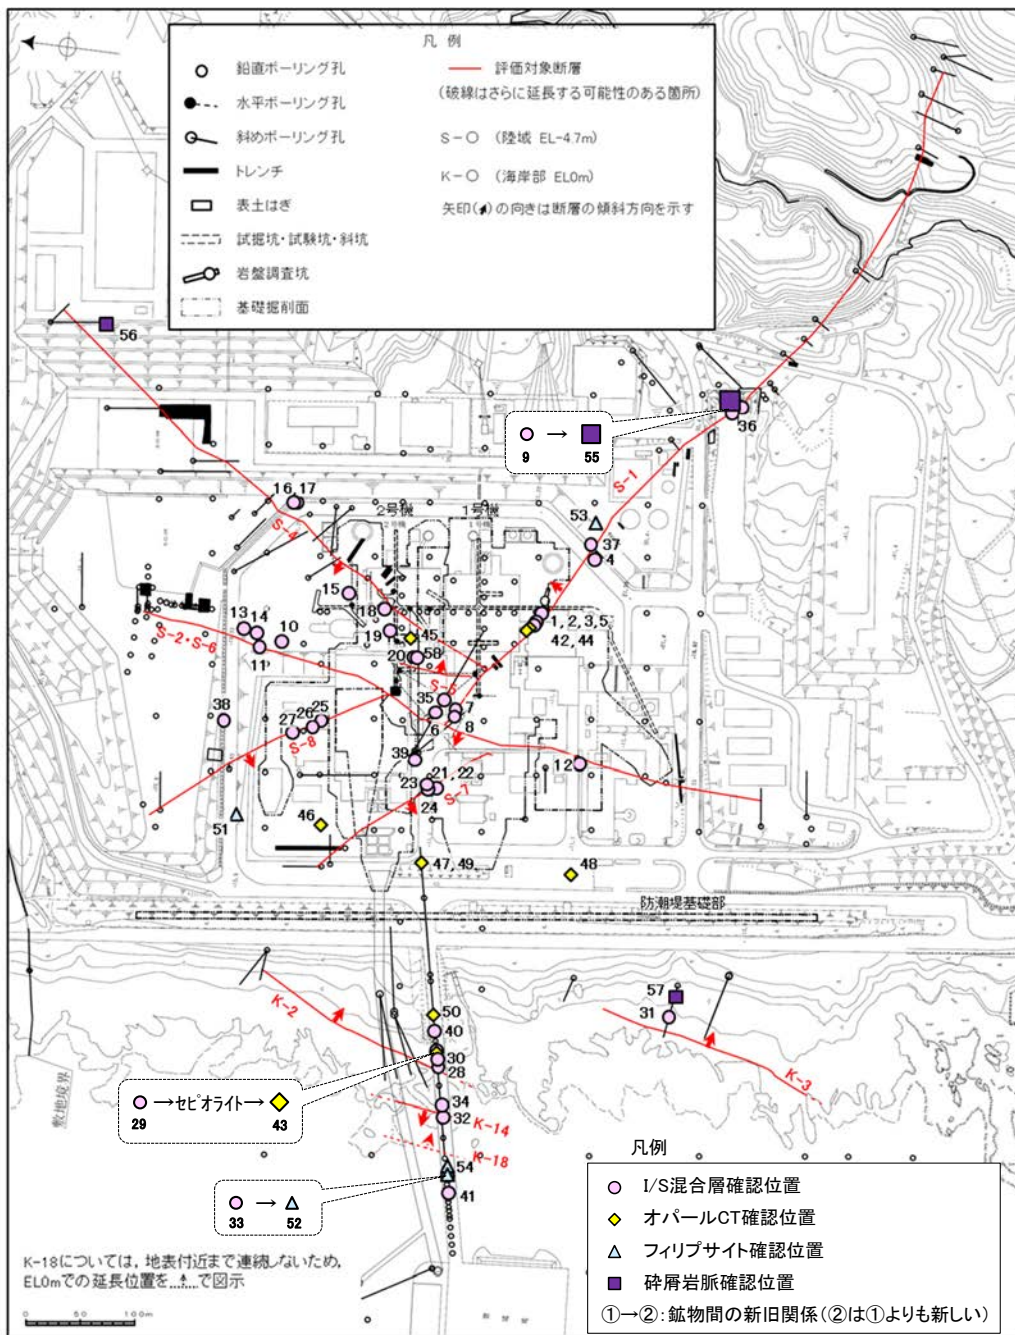 凡 例
鉛直ボーリング孔
水平ボーリング孔
斜めボーリング孔
トレンチ
表土はぎ
試掘坑・試験坑・斜坑
岩盤調査坑
基礎掘削面
評価対象断層
(破線はさらに延長する可能性のある箇所)
S-○ (陸域 EL-4.7m)
K-○ (海岸部 EL0m)
矢印( )の向きは断層の傾斜方向を示す
56
9 → 55
36
S-1
16,17
S-4
2号機
2号機
1号機
1号機
53
37
4
15
18
13
14
10
11
19
45
20
58
1, 2, 3, 5
42, 44
S-2・S-6
S-5
35
7
6
8
38
25
26
27
S-8
39
12
21, 22
23
24
S-7
51
46
47, 49
48
防潮堤基礎部
K-2
50
40
57
31
30
28
K-3
29 →セピオライト→ 43
敷地境界
34
32
K-14
K-18
54
33 → 52
41
K-18については,地表付近まで連続しないため,
EL0mでの延長位置を........で図示
0 100m
凡例
I/S混合層確認位置
オパールCT確認位置
フィリプサイト確認位置
砕屑岩脈確認位置
①→②:鉱物間の新旧関係(②は①よりも新しい)